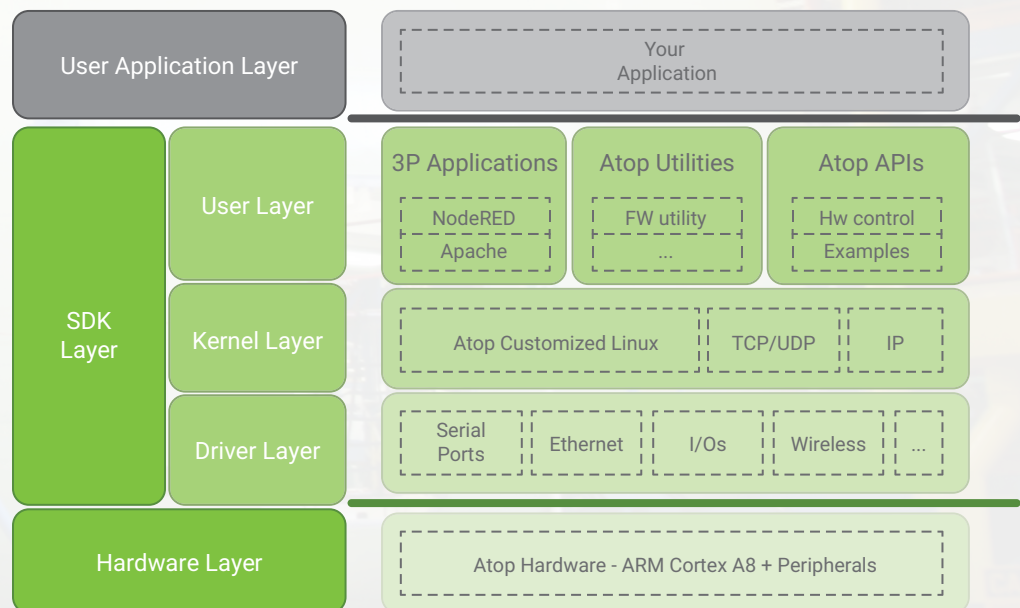 User Application Layer
Your
Application
SDK
Layer
User Layer
3P Applications
NodeRED
Apache
Atop Utilities
FW utility
...
Atop APIs
Hw control
Examples
Kernel Layer
Atop Customized Linux
TCP/UDP
IP
Driver Layer
Serial
Ports
Ethernet
I/Os
Wireless
...
Hardware Layer
Atop Hardware - ARM Cortex A8 + Peripherals